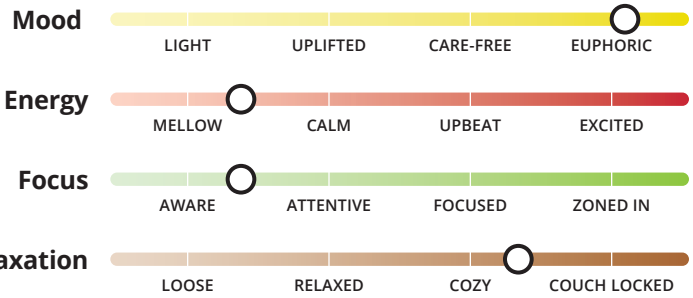 Mood
LIGHT UPLIFTED CARE-FREE EUPHORIC
Energy
MELLOW CALM UPBEAT EXCITED
Focus
AWARE ATTENTIVE FOCUSED ZONED IN
axation
LOOSE RELAXED COZY COUCH LOCKED